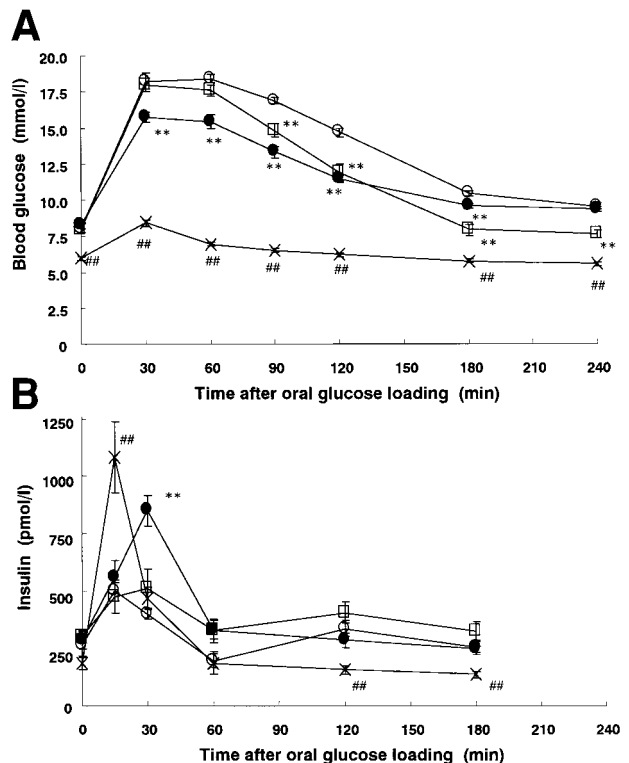 A
Blood glucose (mmol/l)
20.0
17.5
15.0
12.5
10.0
7.5
5.0
2.5
0
** ** ** ** ** ** ** ** **
## ## ## ## ## ## ##
0 30 60 90 120 150 180 210 240
Time after oral glucose loading (min)
B
Insulin (pmol/l)
1250
1000
750
500
250
0
##
**
## ##
0 30 60 90 120 150 180 210 240
Time after oral glucose loading (min)